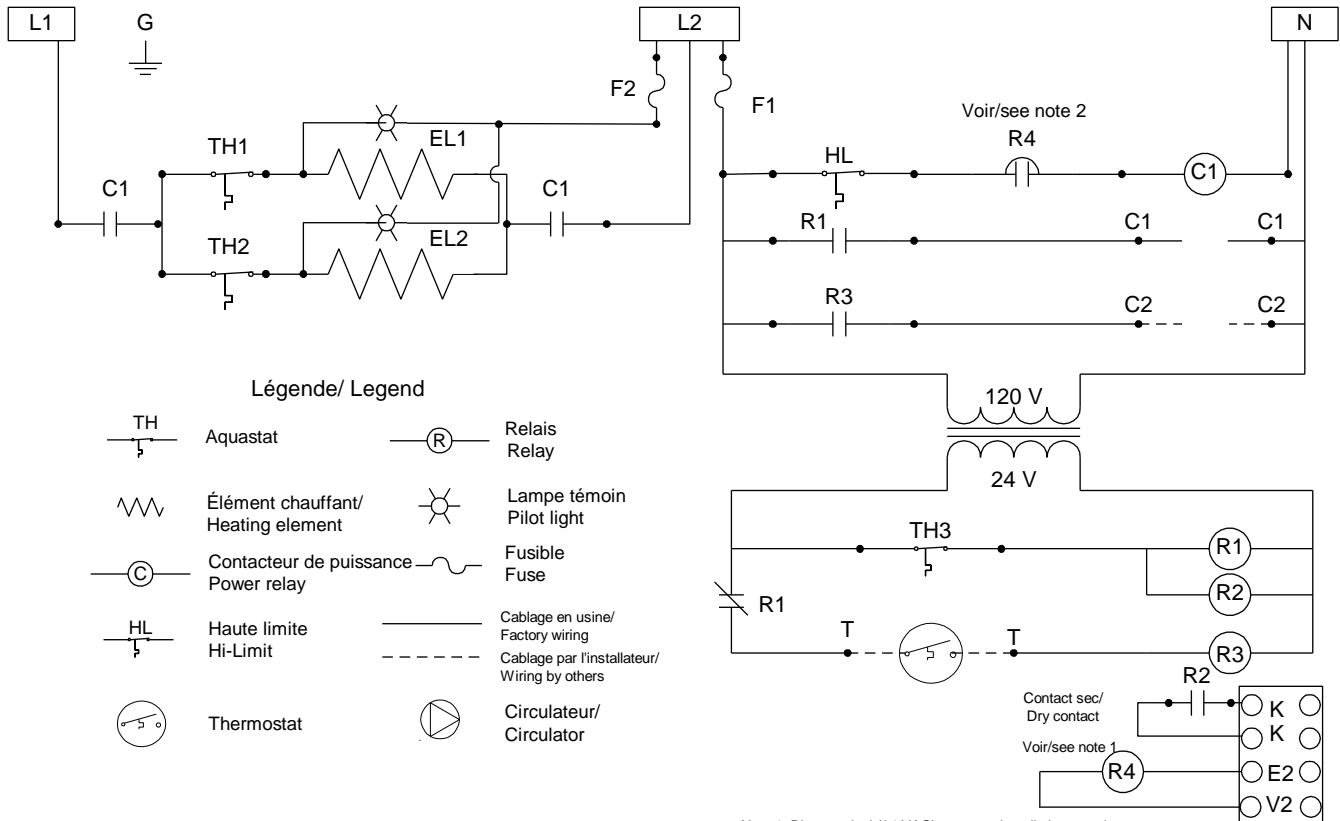 L1
G
L2
N
F2
F1
Voir/see note 2
R4
TH1
EL1
HL
C1
C1
C1
R1
C1
C1
TH2
EL2
R3
C2
C2
Légende/ Legend
TH
Aquastat
R
Relais
Relay
Élément chauffant/
Heating element
Lampe témoin
Pilot light
C
Contacteur de puissance
Power relay
Fusible
Fuse
HL
Haute limite
Hi-Limit
Cablage en usine/
Factory wiring
Cablage par l'installateur/
Wiring by others
Thermostat
Circulateur/
Circulator
120 V
24 V
TH3
R1
R2
R1
T
T
R3
R2
Contact sec/
Dry contact
K
K
Voir/see note 1
R4
E2
V2